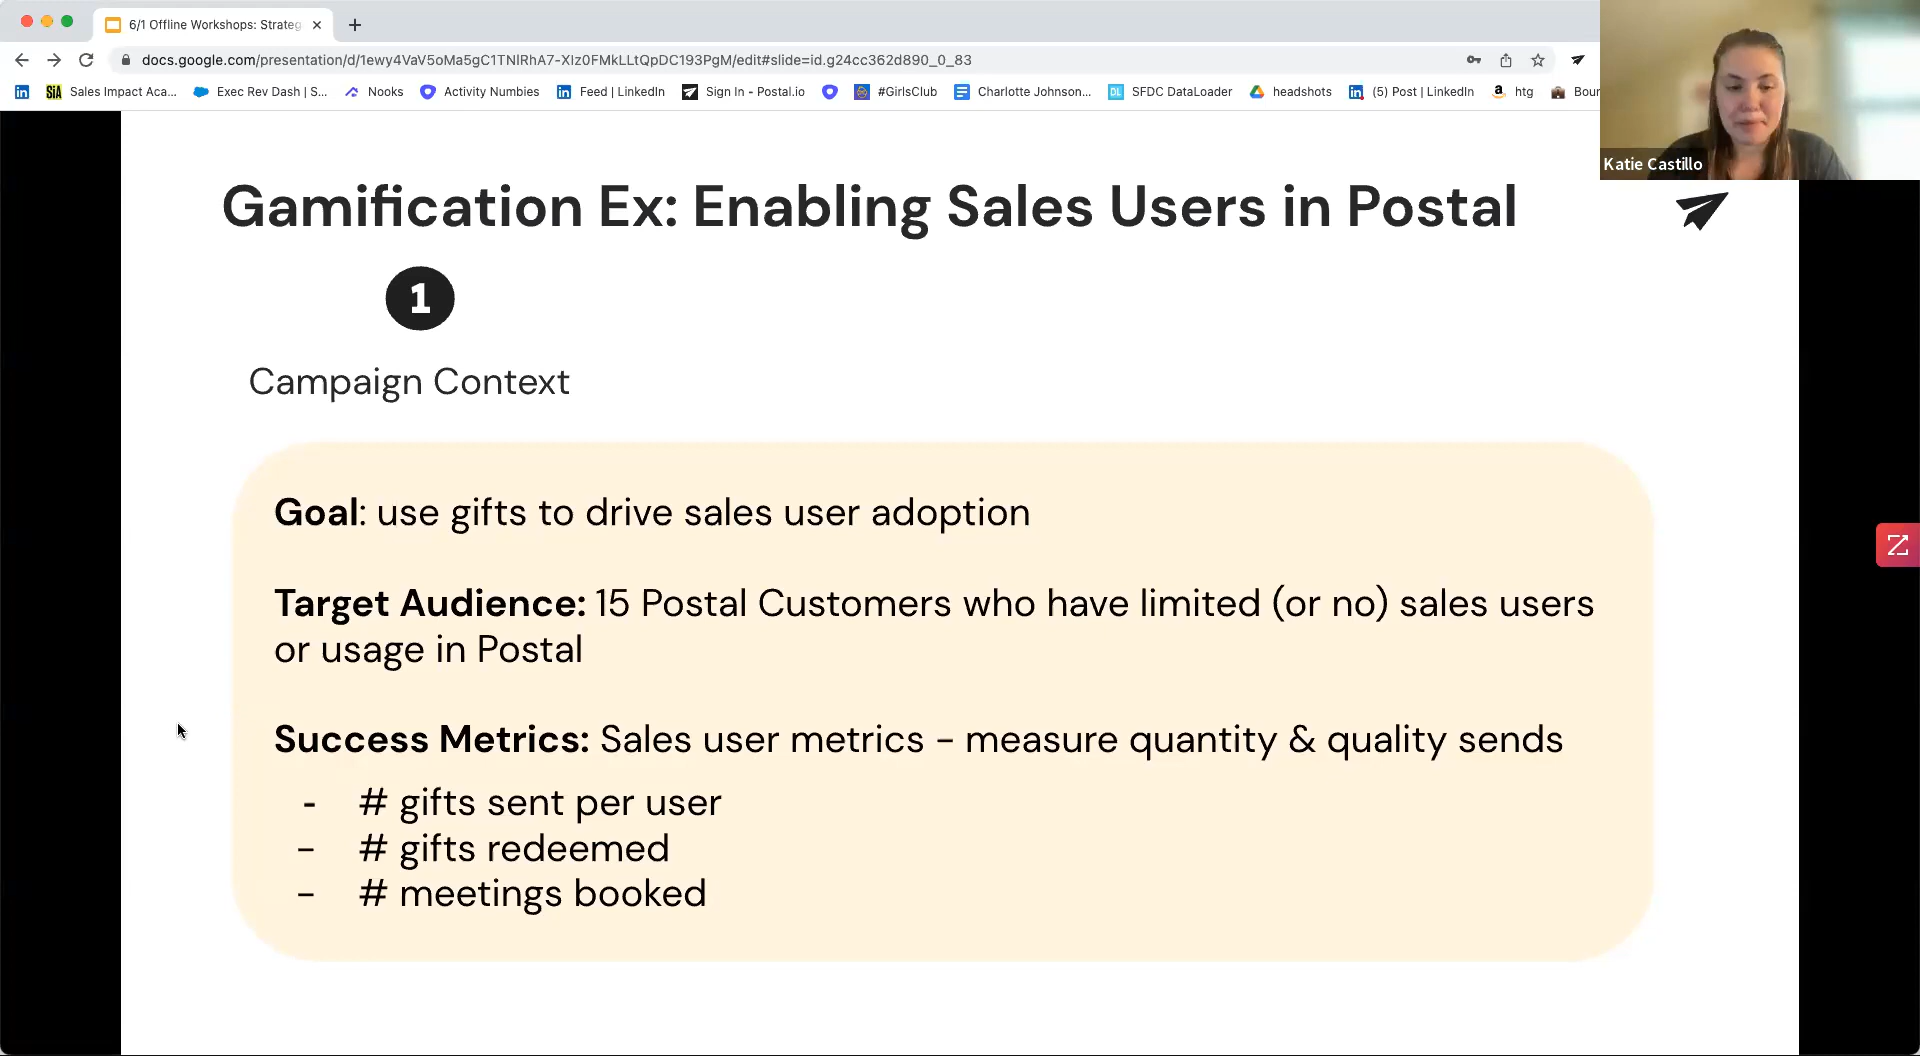 6/1 Offline Workshops: Strateg
docs.google.com/presentation/d/1ewy4VaV5oMa5gC1TNlRhA7-XIz0FMkLLtQpDC193PgM/edit#slide=id.g24cc362d890_0_83
SiA Sales Impact Aca... Exec Rev Dash | S... Nooks Activity Numbies Feed | LinkedIn Sign In - Postal.io #GirlsClub Charlotte Johnson... DL SFDC DataLoader headshots (5) Post | LinkedIn htg Bour
Katie Castillo
Gamification Ex: Enabling Sales Users in Postal
1
Campaign Context
Goal: use gifts to drive sales user adoption
Target Audience: 15 Postal Customers who have limited (or no) sales users
or usage in Postal
Success Metrics: Sales user metrics - measure quantity & quality sends
- # gifts sent per user
- # gifts redeemed
- # meetings booked